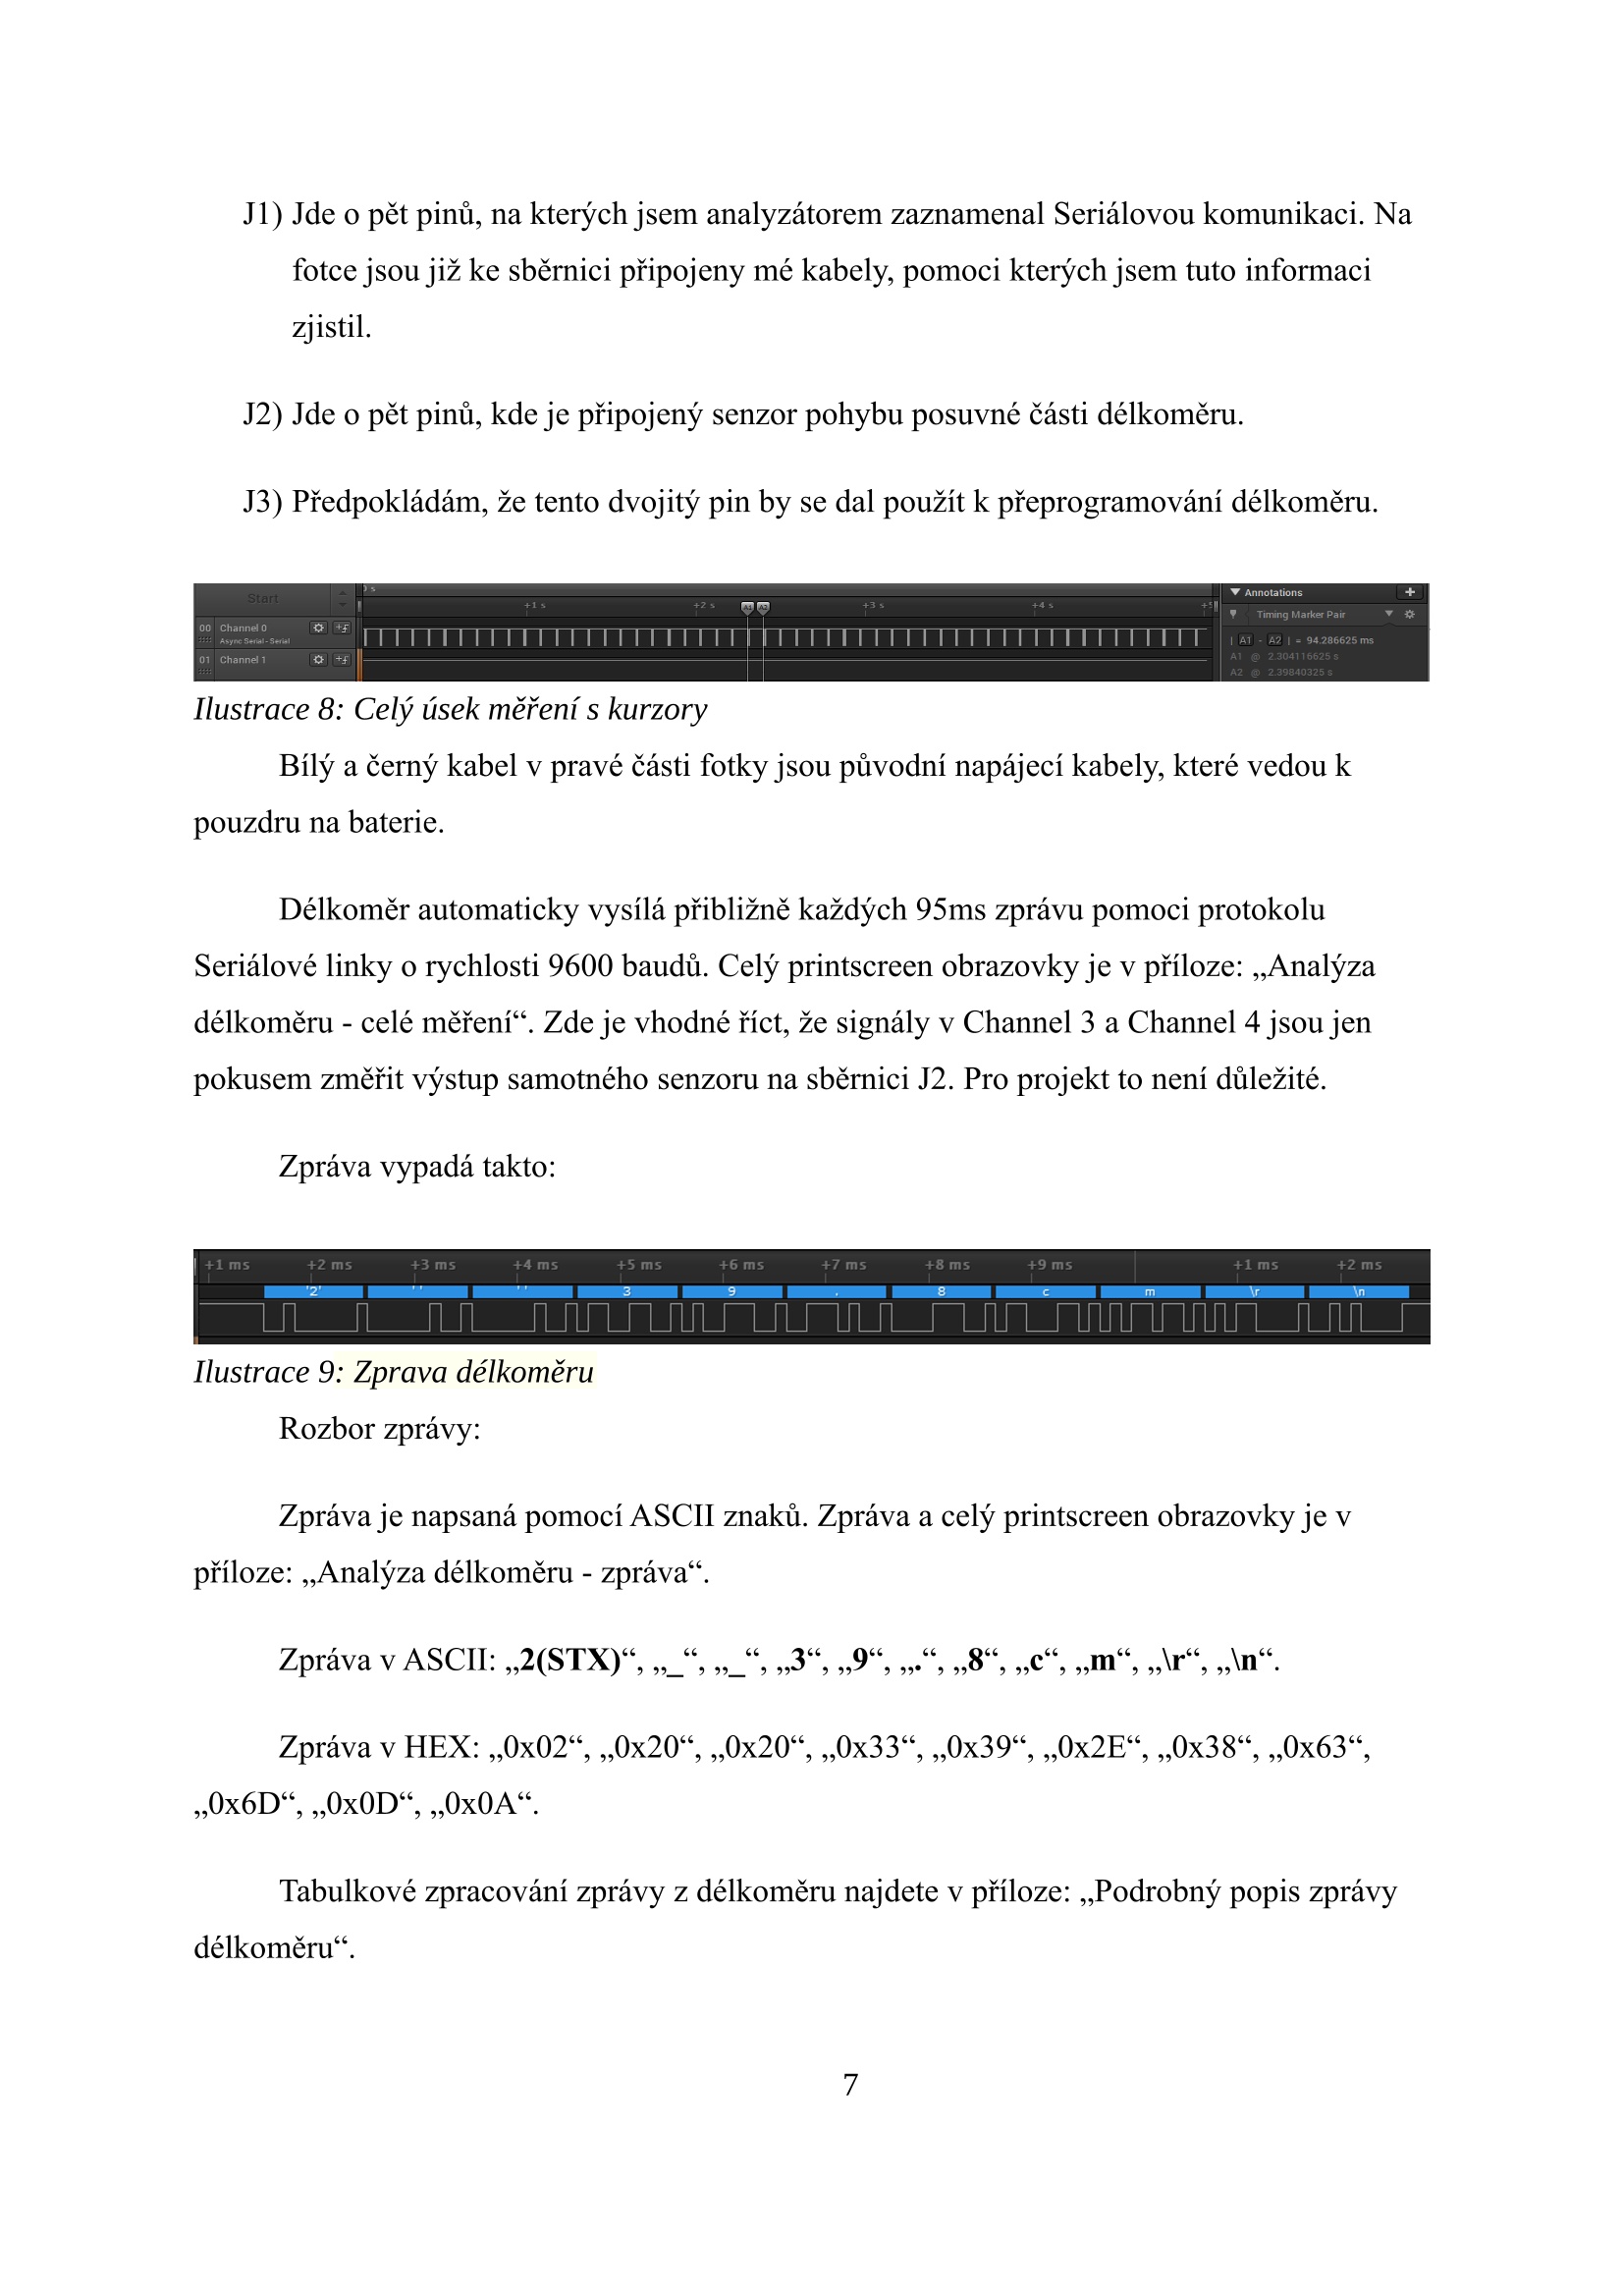 J1) Jde o pět pinů, na kterých jsem analyzátorem zaznamenal Seriálovou komunikaci. Na
fotce jsou již ke sběrnici připojeny mé kabely, pomoci kterých jsem tuto informaci
zjistil.
J2) Jde o pět pinů, kde je připojený senzor pohybu posuvné části délkoměru.
J3) Předpokládám, že tento dvojitý pin by se dal použít k přeprogramování délkoměru.
Start
0 s
+1 s +2 s A1 A2 +3 s +4 s +5
00 Channel 0
Async Serial - Serial
01 Channel 1
Annotations
Timing Marker Pair
| A1 - A2 | = 94.286625 ms
A1 @ 2.304116625 s
A2 @ 2.39840325 s
Ilustrace 8: Celý úsek měření s kurzory
Bílý a černý kabel v pravé části fotky jsou původní napájecí kabely, které vedou k
pouzdru na baterie.
Délkoměr automaticky vysílá přibližně každých 95ms zprávu pomoci protokolu
Seriálové linky o rychlosti 9600 baudů. Celý printscreen obrazovky je v příloze: „Analýza
délkoměru - celé měření“. Zde je vhodné říct, že signály v Channel 3 a Channel 4 jsou jen
pokusem změřit výstup samotného senzoru na sběrnici J2. Pro projekt to není důležité.
Zpráva vypadá takto:
+1 ms +2 ms +3 ms +4 ms +5 ms +6 ms +7 ms +8 ms +9 ms +1 ms +2 ms
'2' ' ' ' ' 3 9 . 8 c m \r \n
Ilustrace 9: Zprava délkoměru
Rozbor zprávy:
Zpráva je napsaná pomocí ASCII znaků. Zpráva a celý printscreen obrazovky je v
příloze: „Analýza délkoměru - zpráva“.
Zpráva v ASCII: „2(STX)“, „_“, „_“, „3“, „9“, „.“, „8“, „c“, „m“, „\r“, „\n“.
Zpráva v HEX: „0x02“, „0x20“, „0x20“, „0x33“, „0x39“, „0x2E“, „0x38“, „0x63“,
„0x6D“, „0x0D“, „0x0A“.
Tabulkové zpracování zprávy z délkoměru najdete v příloze: „Podrobný popis zprávy
délkoměru“.
7